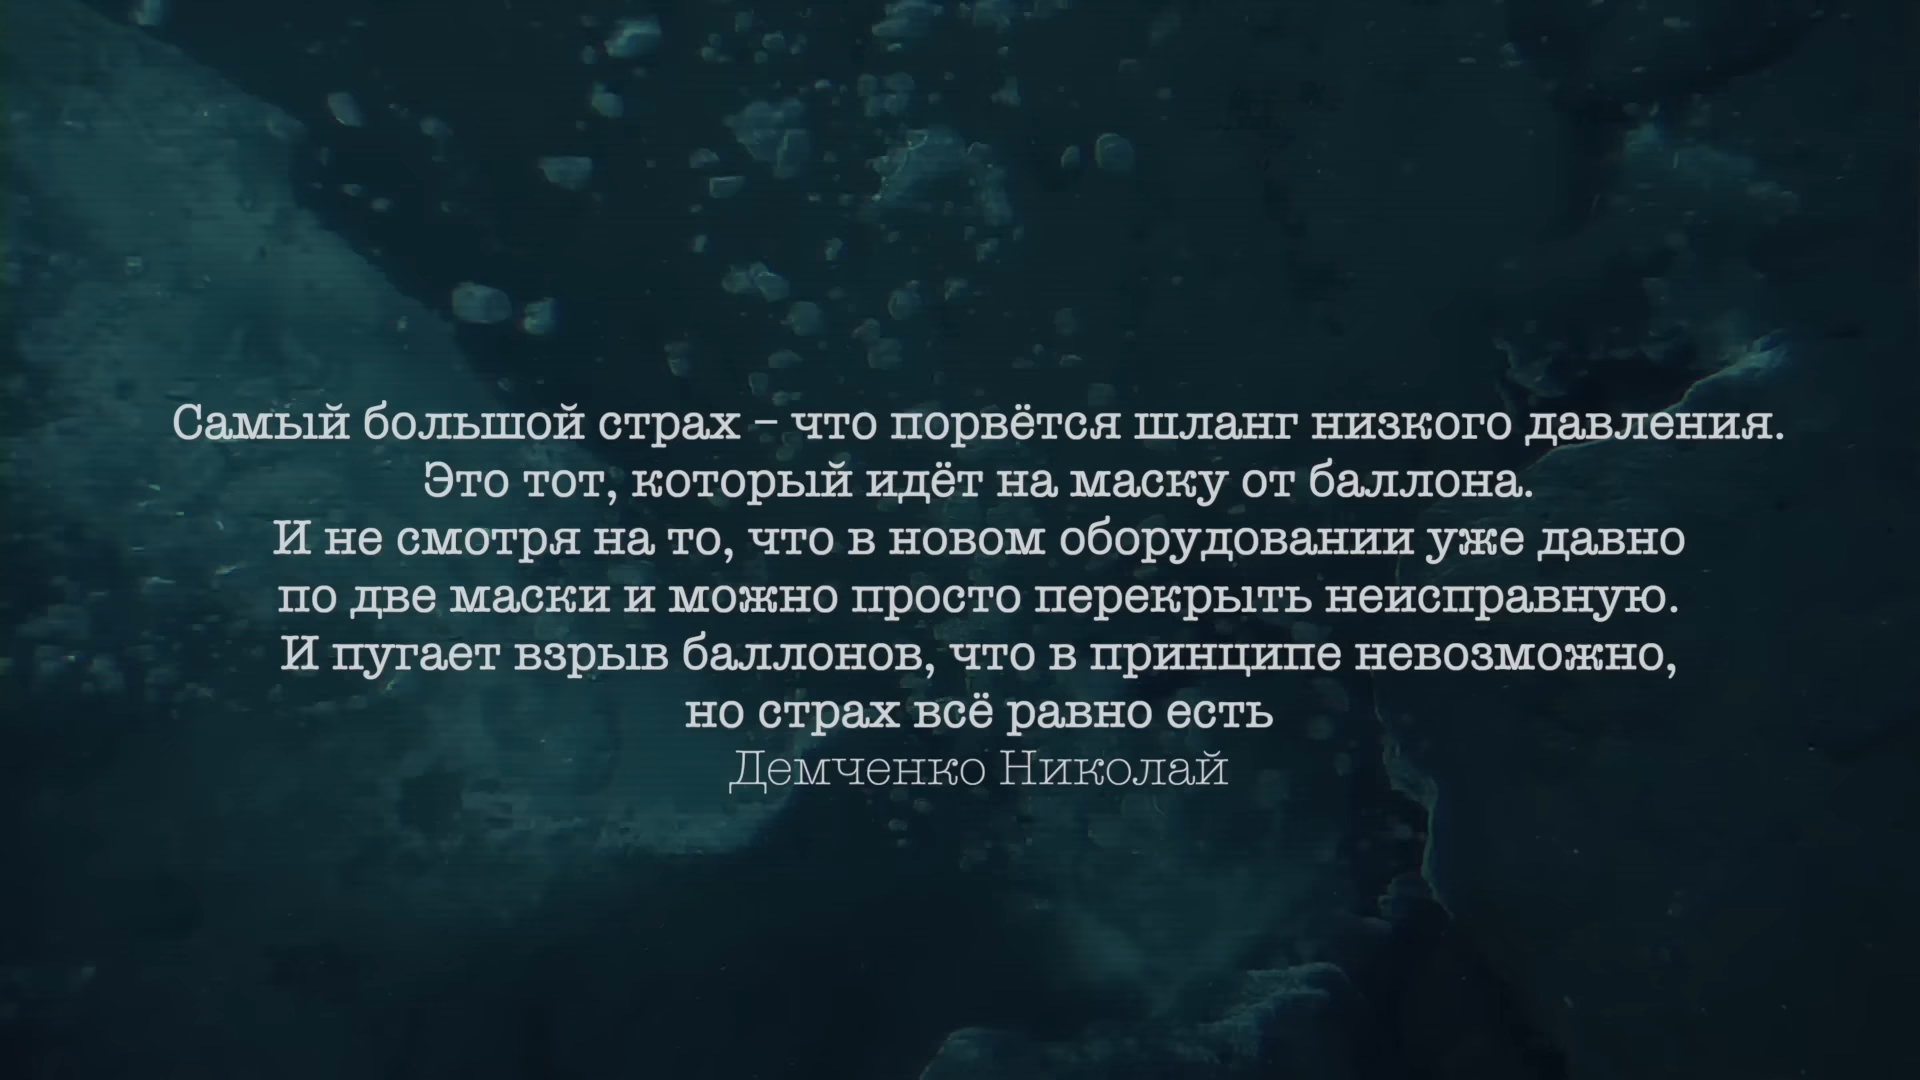 Самый большой страх – что порвётся шланг низкого давления.
Это тот, который идёт на маску от баллона.
И не смотря на то, что в новом оборудовании уже давно
по две маски и можно просто перекрыть неисправную.
И пугает взрыв баллонов, что в принципе невозможно,
но страх всё равно есть
Демченко Николай